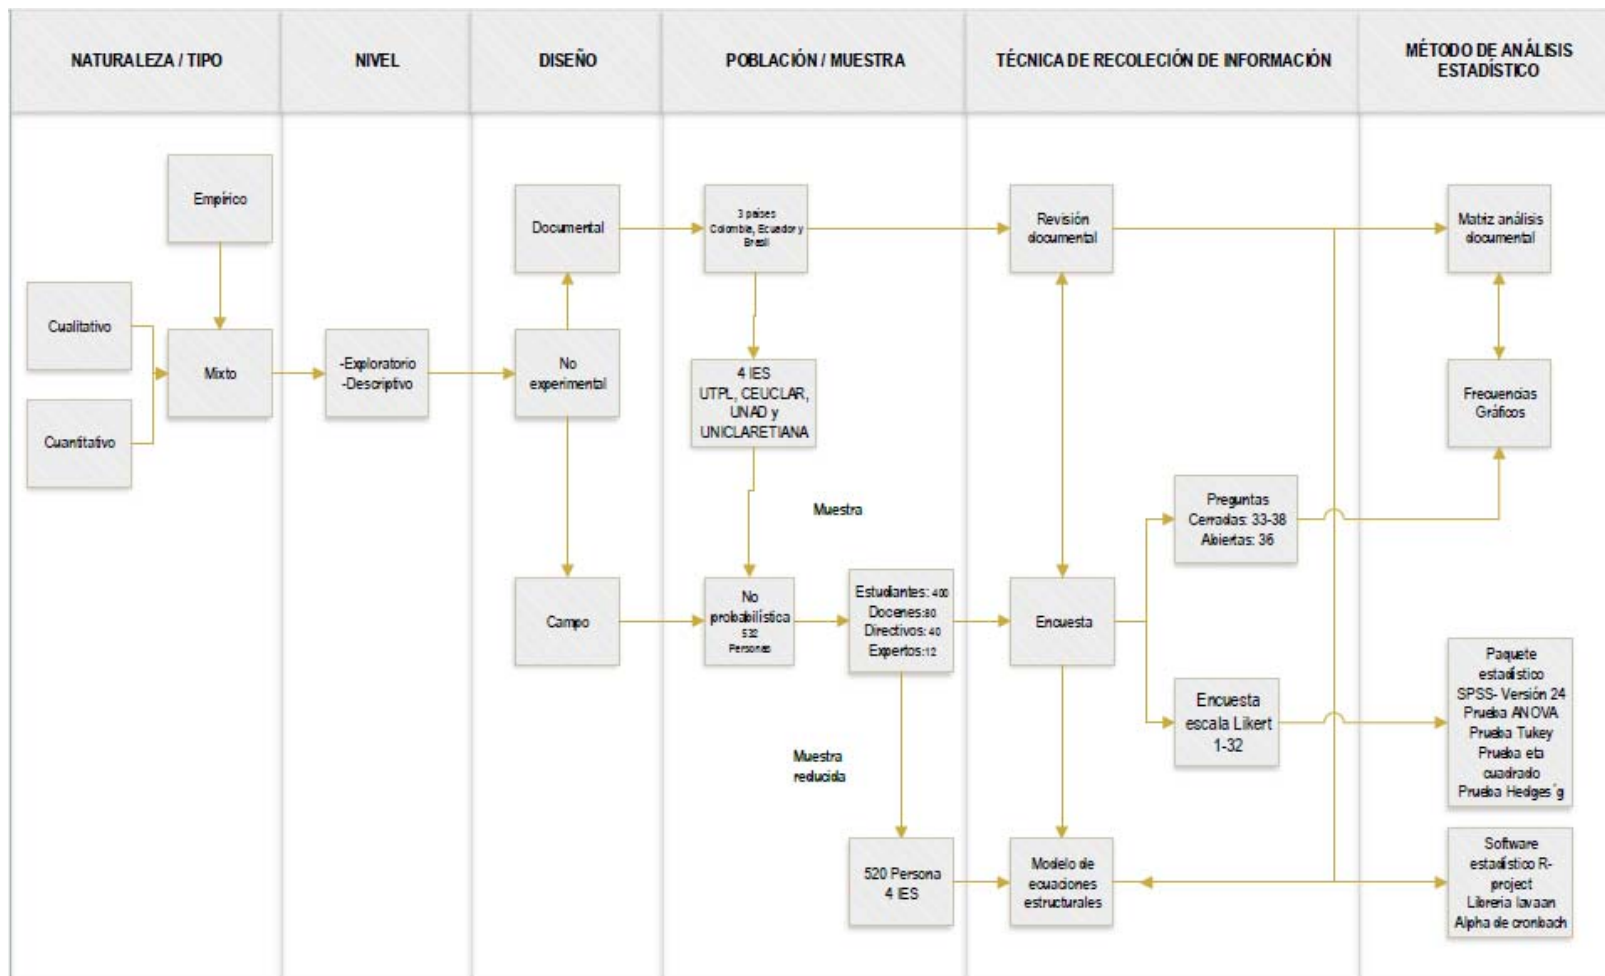 NATURALEZA / TIPO
NIVEL
DISEÑO
POBLACIÓN / MUESTRA
TÉCNICA DE RECOLECIÓN DE INFORMACIÓN
MÉTODO DE ANÁLISIS
ESTADÍSTICO
Empírico
Cualitativo
Cuantitativo
Mixto
-Exploratorio
-Descriptivo
Documental
No
experimental
Campo
3 países
Colombia, Ecuador y
Brasil
4 IES
UTPL, CEUCLAR,
UNAD y
UNICLARETIANA
Muestra
No
probabilística
532
Personas
Estudiantes: 400
Docenes:80
Directivos: 40
Expertos:12
Muestra
reducida
520 Persona
4 IES
Revisión
documental
Encuesta
Preguntas
Cerradas: 33-38
Abiertas: 36
Encuesta
escala Likert
1-32
Modelo de
ecuaciones
estructurales
Matriz análisis
documental
Frecuencias
Gráficos
Paquete
estadístico
SPSS- Versión 24
Prueba ANOVA
Prueba Tukey
Prueba eta
cuadrado
Prueba Hedges´g
Software
estadístico R-
project
Libreria lavaan
Alpha de cronbach